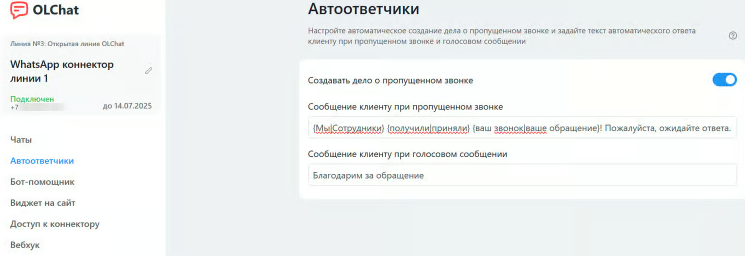 OLChat
Линия №3: Открытая линия OLChat
WhatsApp коннектор
линии 1
Подключен
+7
до 14.07.2025
Чаты
Автоответчики
Бот-помощник
Виджет на сайт
Доступ к коннектору
Вебхук
Автоответчики
Настройте автоматическое создание дела о пропущенном звонке и задайте текст автоматического ответа
клиенту при пропущенном звонке и голосовом сообщении
Создавать дело о пропущенном звонке
Сообщение клиенту при пропущенном звонке
{Мы|Сотрудники} {получили|приняли} {ваш звонок|ваше обращение}! Пожалуйста, ожидайте ответа.
Сообщение клиенту при голосовом сообщении
Благодарим за обращение